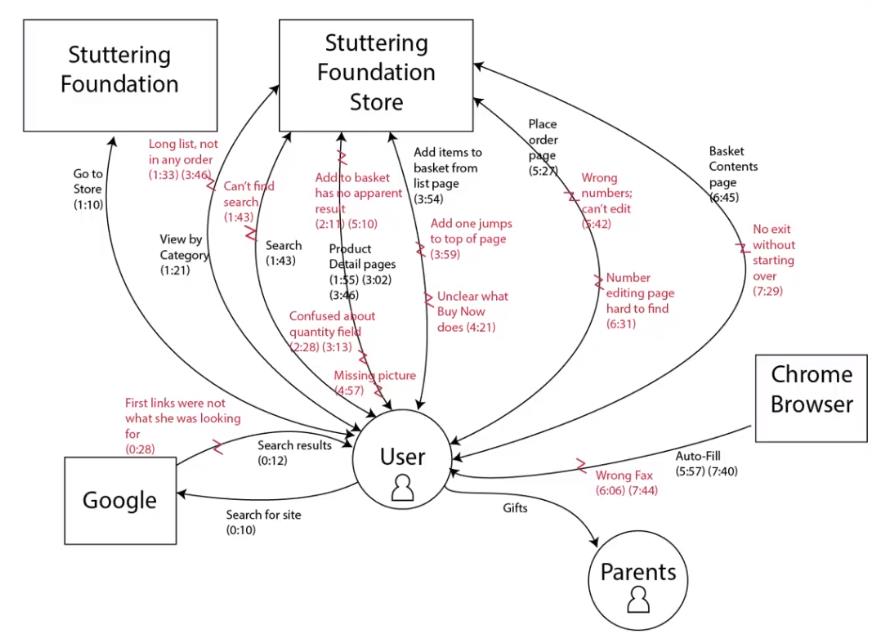 Stuttering
Foundation
Stuttering
Foundation
Store
Go to
Store
(1:10)
Long list, not
in any order
(1:33) (3:46)
View by
Category
(1:21)
Can't find
search
(1:43)
Search
(1:43)
Add to basket
has no apparent
result
(2:11) (5:10)
Product
Detail pages
(1:55) (3:02)
(3:46)
Confused about
quantity field
(2:28) (3:13)
Missing picture
(4:57)
Add items to
basket from
list page
(3:54)
Add one jumps
to top of page
(3:59)
Unclear what
Buy Now
does (4:21)
Place
order
page
(5:27)
Wrong
numbers;
can't edit
(5:42)
Number
editing page
hard to find
(6:31)
Basket
Contents
page
(6:45)
No exit
without
starting
over
(7:29)
Chrome
Browser
First links were not
what she was looking
for
(0:28)
Search results
(0:12)
Google
Search for site
(0:10)
User
Auto-Fill
(5:57) (7:40)
Wrong Fax
(6:06) (7:44)
Gifts
Parents